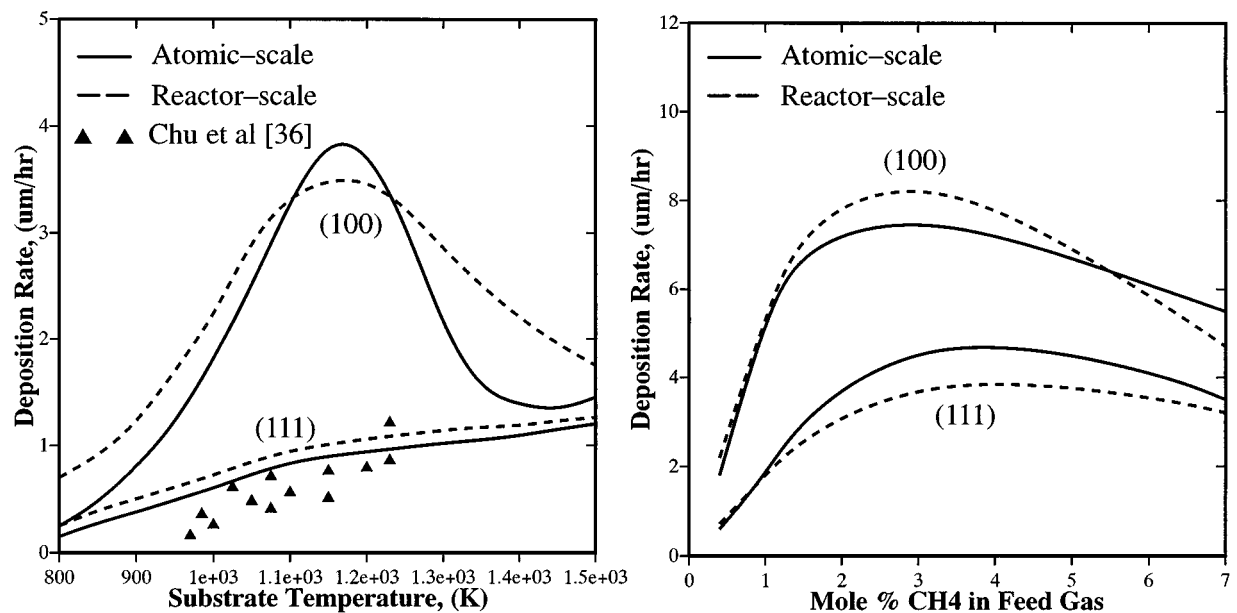 5
4
3
2
1
0
Deposition Rate, (um/hr)
Atomic–scale
Reactor–scale
Chu et al [36]
(100)
(111)
800
900
1e+03
1.1e+03
1.2e+03
1.3e+03
1.4e+03
1.5e+03
Substrate Temperature, (K)
12
10
8
6
4
2
0
Deposition Rate, (um/hr)
Atomic–scale
Reactor–scale
(100)
(111)
0
1
2
3
4
5
6
7
Mole % CH4 in Feed Gas